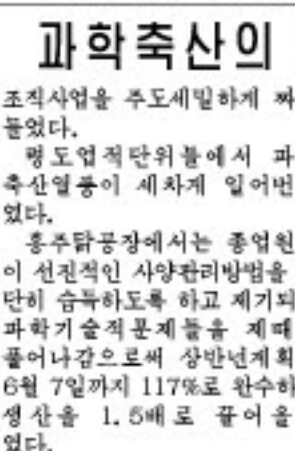 과학축산의
조직사업을 주도세밀하게 짜
들었다.
령도업적단위들에서 과
축산열풍이 세차게 일어번
였다.
흥주닭공장에서는 종업원
이 선진적인 사양관리방법을
단히 습득하도록 하고 제기되
과학기술적문제들을 제때
풀어나감으로써 상반년계획
6월 7일까지 117%로 완수하
생산을 1.5배로 끌어올
였다.